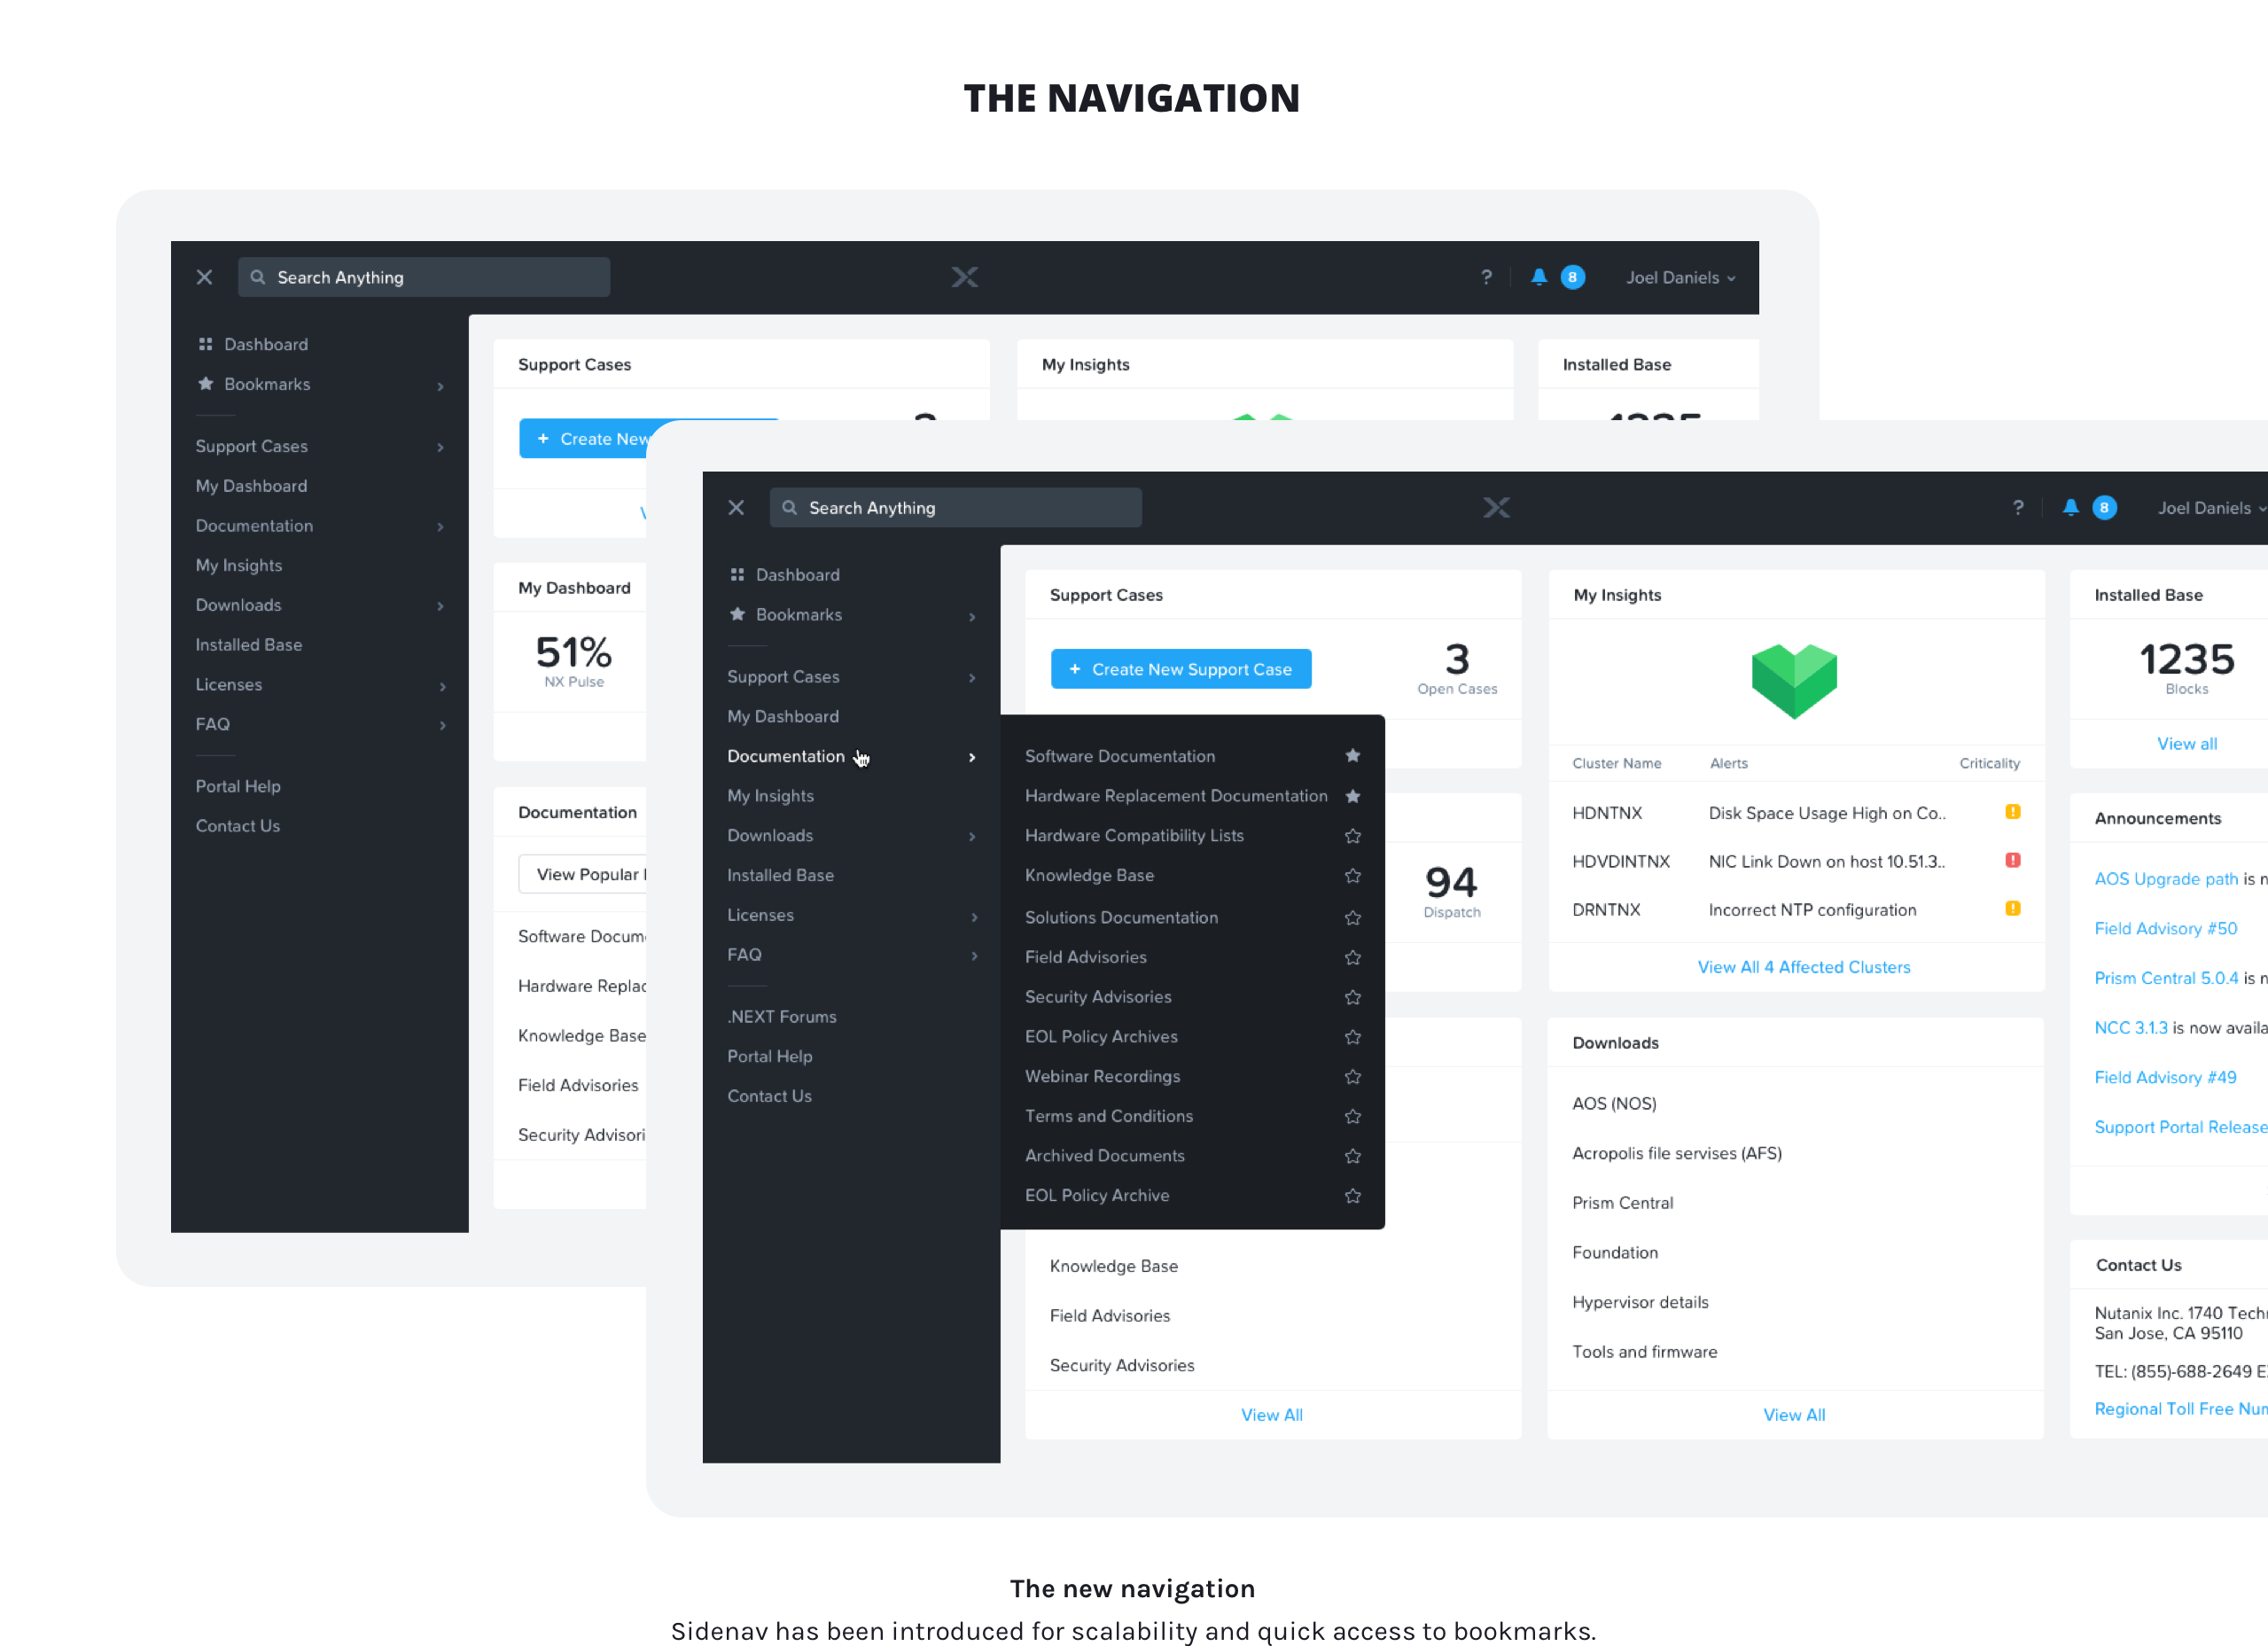 THE NAVIGATION
Search Anything
?
8
Joel Daniels
Dashboard
Bookmarks
Support Cases
My Dashboard
Documentation
My Insights
Downloads
Installed Base
Licenses
FAQ
Portal Help
Contact Us
Support Cases
+ Create New
My Dashboard
51%
NX Pulse
Documentation
View Popular
Software
Hardware
Knowledge Base
Field Advisories
Security
My Insights
Installed Base
Search Anything
?
8
Joel Daniels
Dashboard
Bookmarks
Support Cases
My Dashboard
Documentation
My Insights
Downloads
Installed Base
Licenses
FAQ
.NEXT Forums
Portal Help
Contact Us
Software Documentation
Hardware Replacement Documentation
Hardware Compatibility Lists
Knowledge Base
Solutions Documentation
Field Advisories
Security Advisories
EOL Policy Archives
Webinar Recordings
Terms and Conditions
Archived Documents
EOL Policy Archive
Support Cases
+ Create New Support Case
3
Open Cases
94
Dispatch
Knowledge Base
Field Advisories
Security Advisories
View All
My Insights
Cluster Name Alerts Criticality
HDNTNX Disk Space Usage High on Co..
HDVDINTNX NIC Link Down on host 10.51.3..
DRNTNX Incorrect NTP configuration
View All 4 Affected Clusters
Downloads
AOS (NOS)
Acropolis file servises (AFS)
Prism Central
Foundation
Hypervisor details
Tools and firmware
View All
Installed Base
1235
Blocks
View all
Announcements
AOS Upgrade path is
Field Advisory #50
Prism Central 5.0.4 is
NCC 3.1.3 is now
Field Advisory #49
Support Portal Release
Contact Us
Nutanix Inc. 1740
San Jose, CA 95110
TEL: (855)-688-2649
Regional Toll Free
The new navigation
Sidenav has been introduced for scalability and quick access to bookmarks.